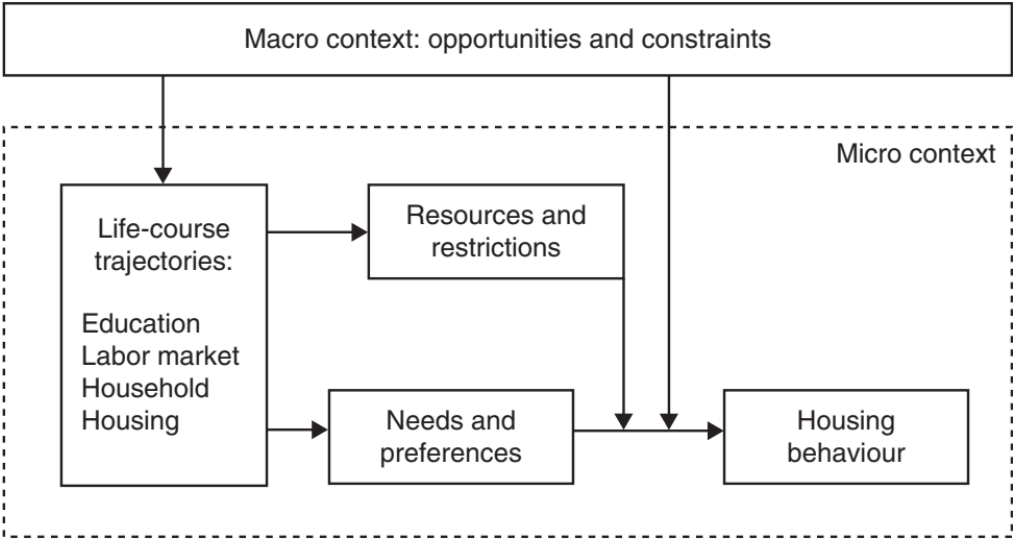 Macro context: opportunities and constraints
Micro context
Life-course
trajectories:
Education
Labor market
Household
Housing
Resources and
restrictions
Needs and
preferences
Housing
behaviour